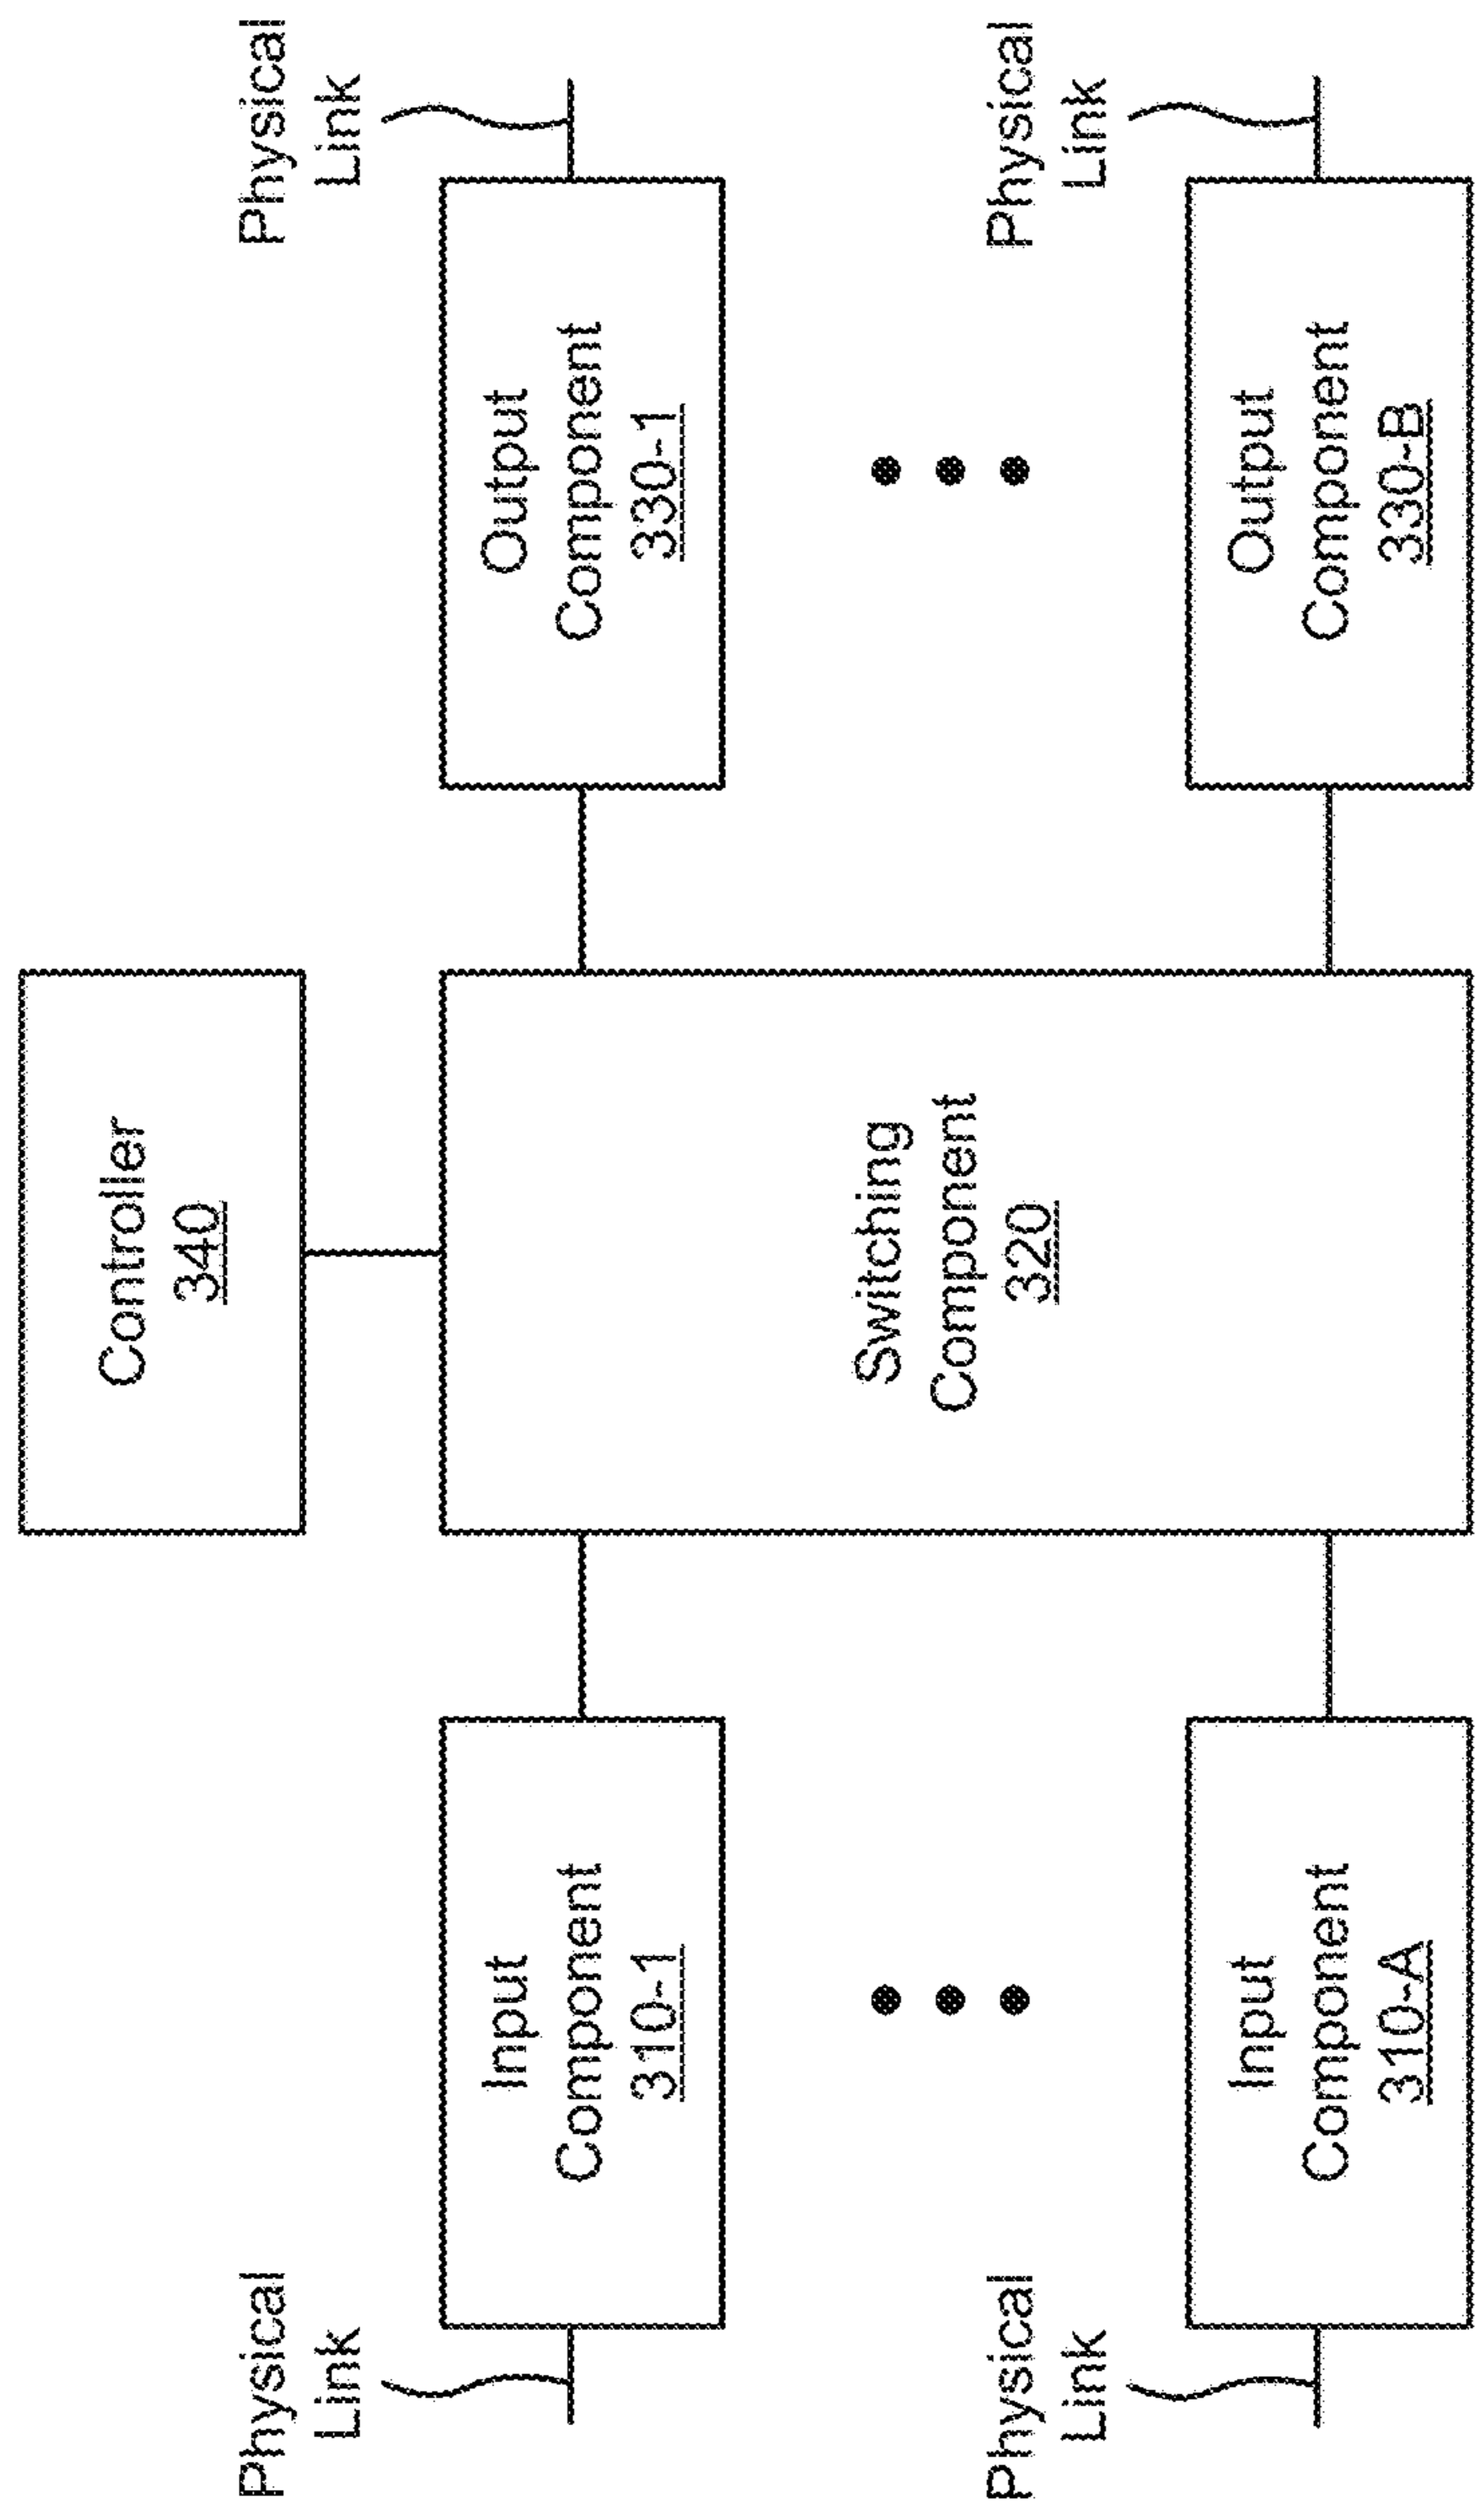 Controller
340
Physical
Link
Input
Component
310-1
Switching
Component
320
Output
Component
330-1
Physical
Link
Physical
Link
Input
Component
310-A
Output
Component
330-B
Physical
Link